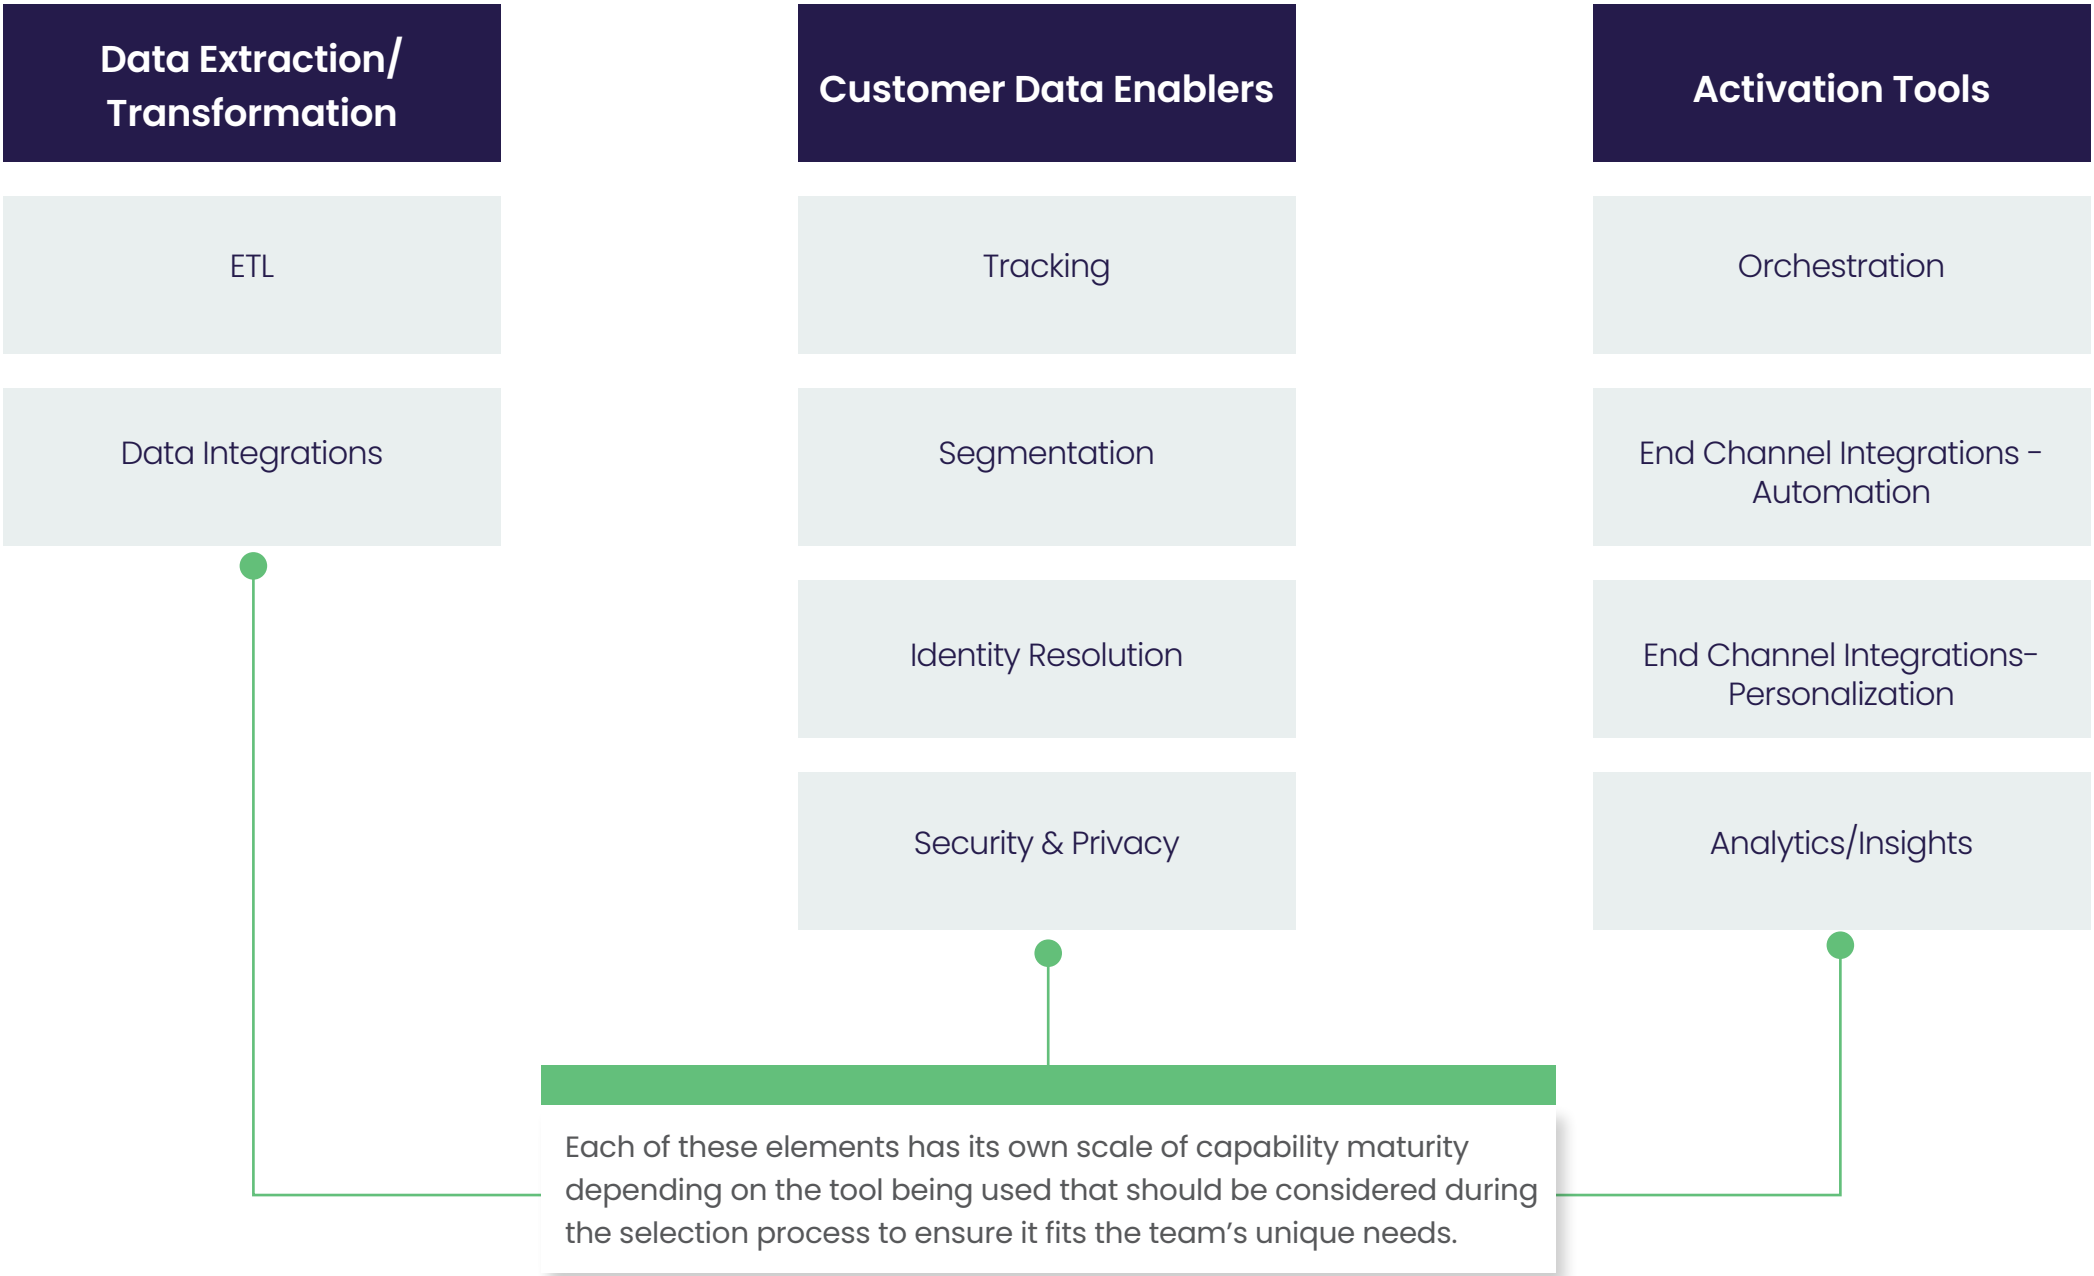 Data Extraction/
Transformation
ETL
Data Integrations
Customer Data Enablers
Tracking
Segmentation
Identity Resolution
Security & Privacy
Activation Tools
Orchestration
End Channel Integrations -
Automation
End Channel Integrations-
Personalization
Analytics/Insights
Each of these elements has its own scale of capability maturity
depending on the tool being used that should be considered during
the selection process to ensure it fits the team’s unique needs.